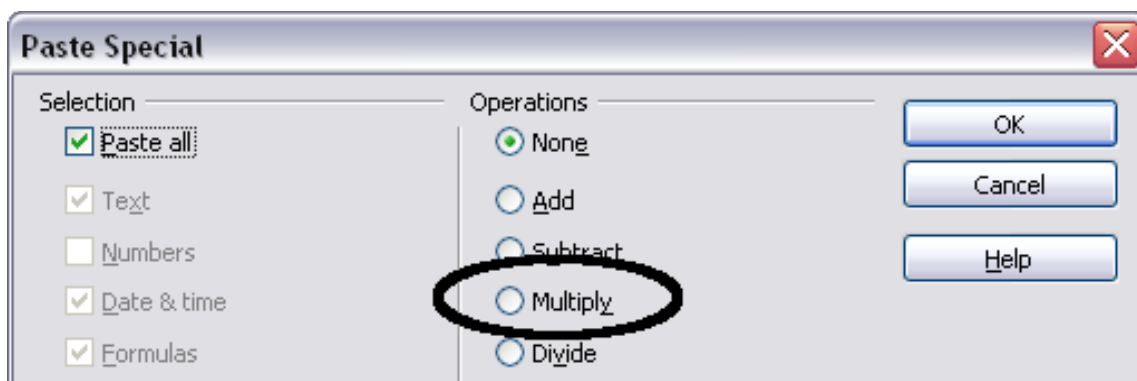 Paste Special
Selection
Paste all
Text
Numbers
Date & time
Formulas
Operations
None
Add
Subtract
Multiply
Divide
OK
Cancel
Help